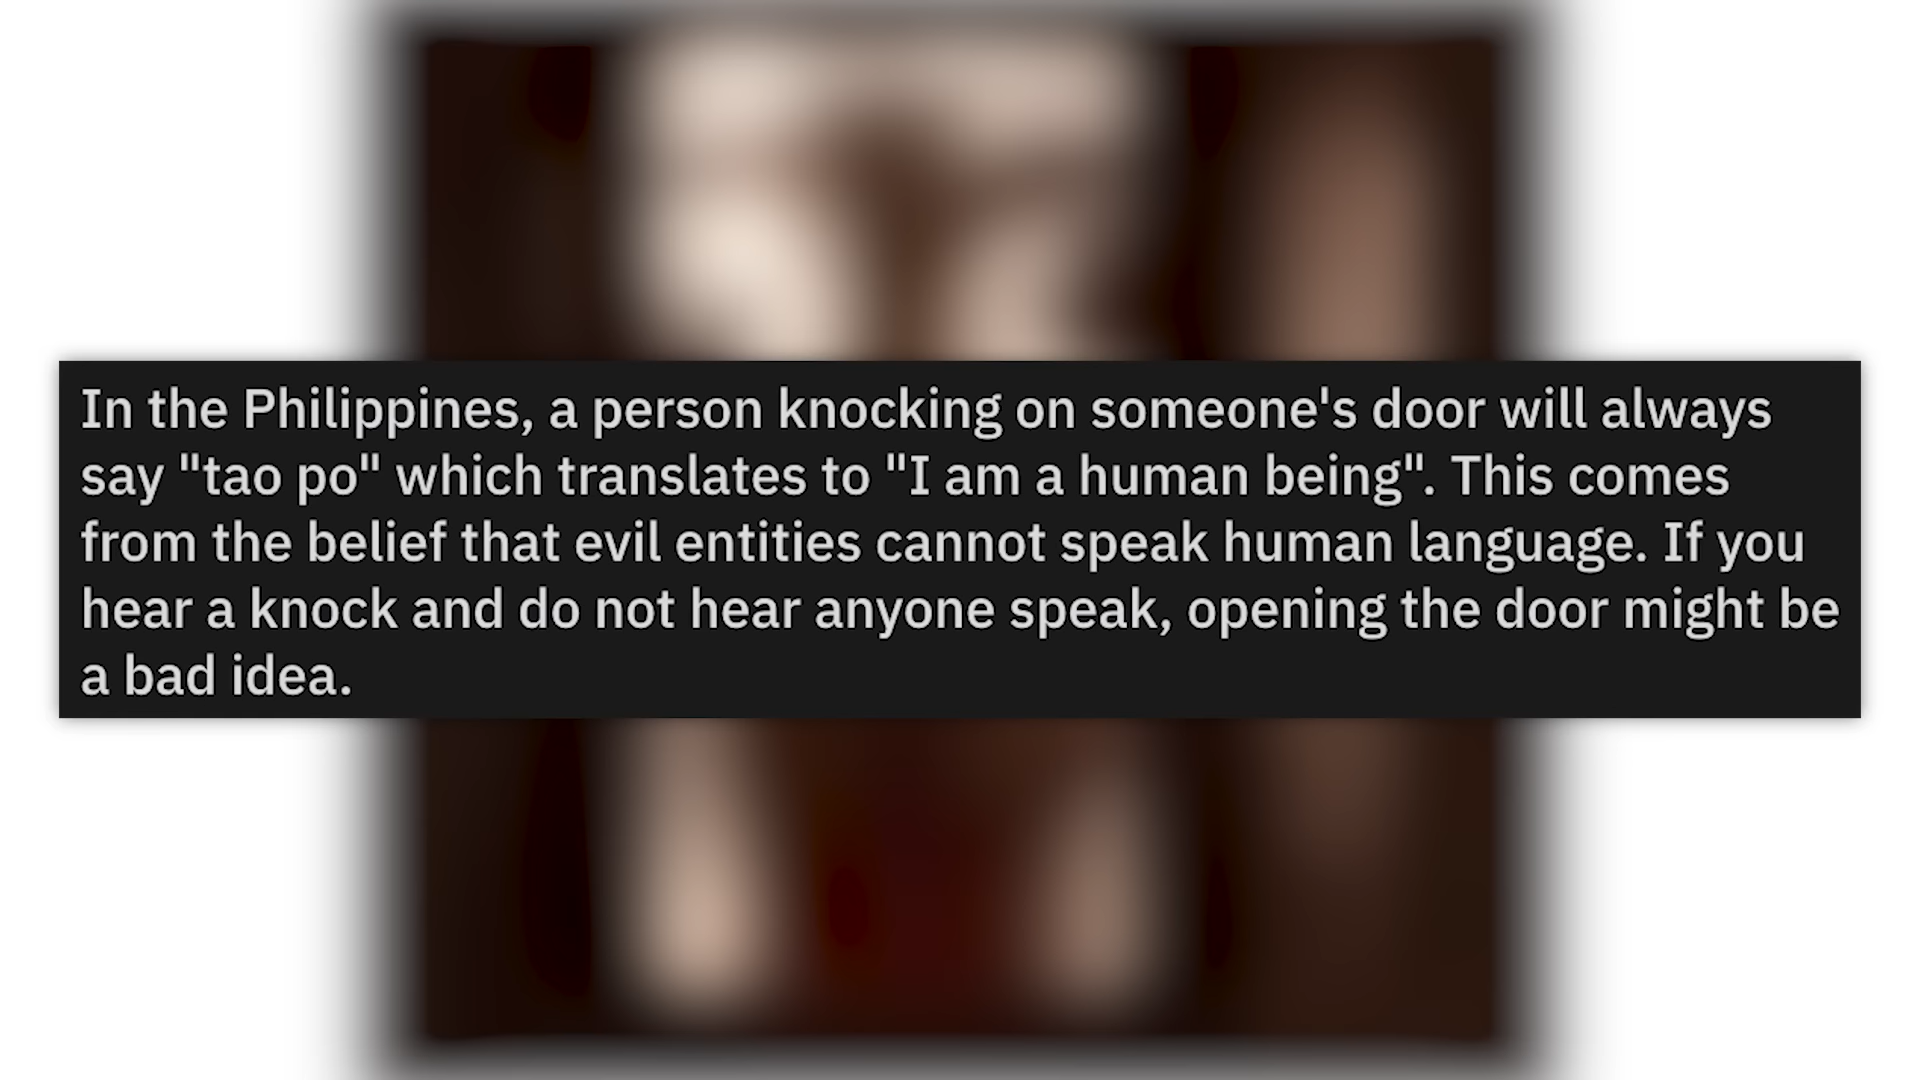 In the Philippines, a person knocking on someone's door will always
say "tao po" which translates to "I am a human being". This comes
from the belief that evil entities cannot speak human language. If you
hear a knock and do not hear anyone speak, opening the door might be
a bad idea.